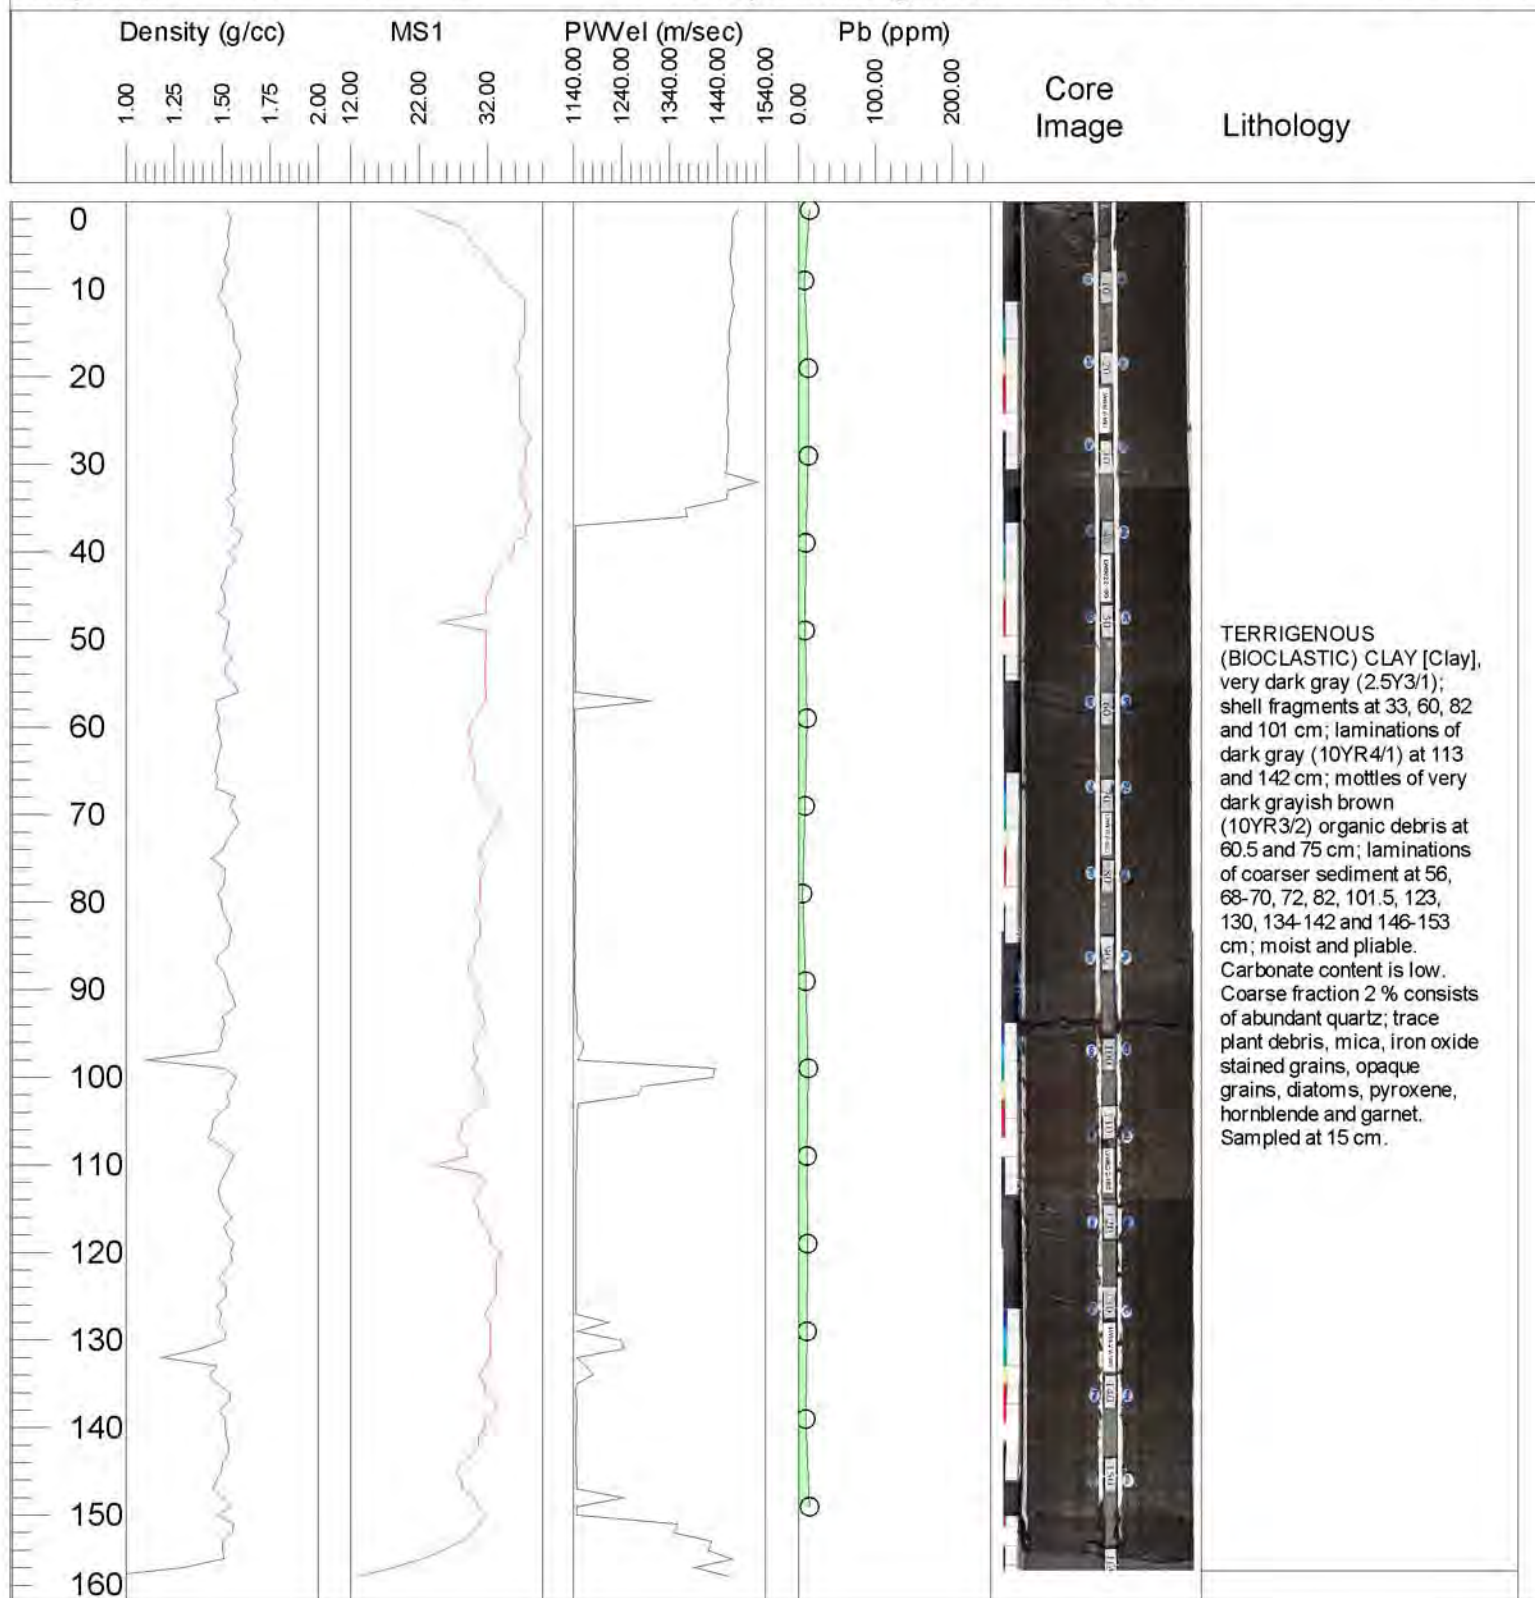 Density (g/cc) MS1 PWVel (m/sec) Pb (ppm)
1.00 1.25 1.50 1.75 2.00 12.00 22.00 32.00 1140.00 1240.00 1340.00 1440.00 1540.00 0.00 100.00 200.00
Core
Image
Lithology
0
10
20
30
40
50
60
70
80
90
100
110
120
130
140
150
160
TERRIGENOUS
(BIOCLASTIC) CLAY [Clay],
very dark gray (2.5Y3/1);
shell fragments at 33, 60, 82
and 101 cm; laminations of
dark gray (10YR4/1) at 113
and 142 cm; mottles of very
dark grayish brown
(10YR3/2) organic debris at
60.5 and 75 cm; laminations
of coarser sediment at 56,
68-70, 72, 82, 101.5, 123,
130, 134-142 and 146-153
cm; moist and pliable.
Carbonate content is low.
Coarse fraction 2 % consists
of abundant quartz; trace
plant debris, mica, iron oxide
stained grains, opaque
grains, diatoms, pyroxene,
hornblende and garnet.
Sampled at 15 cm.